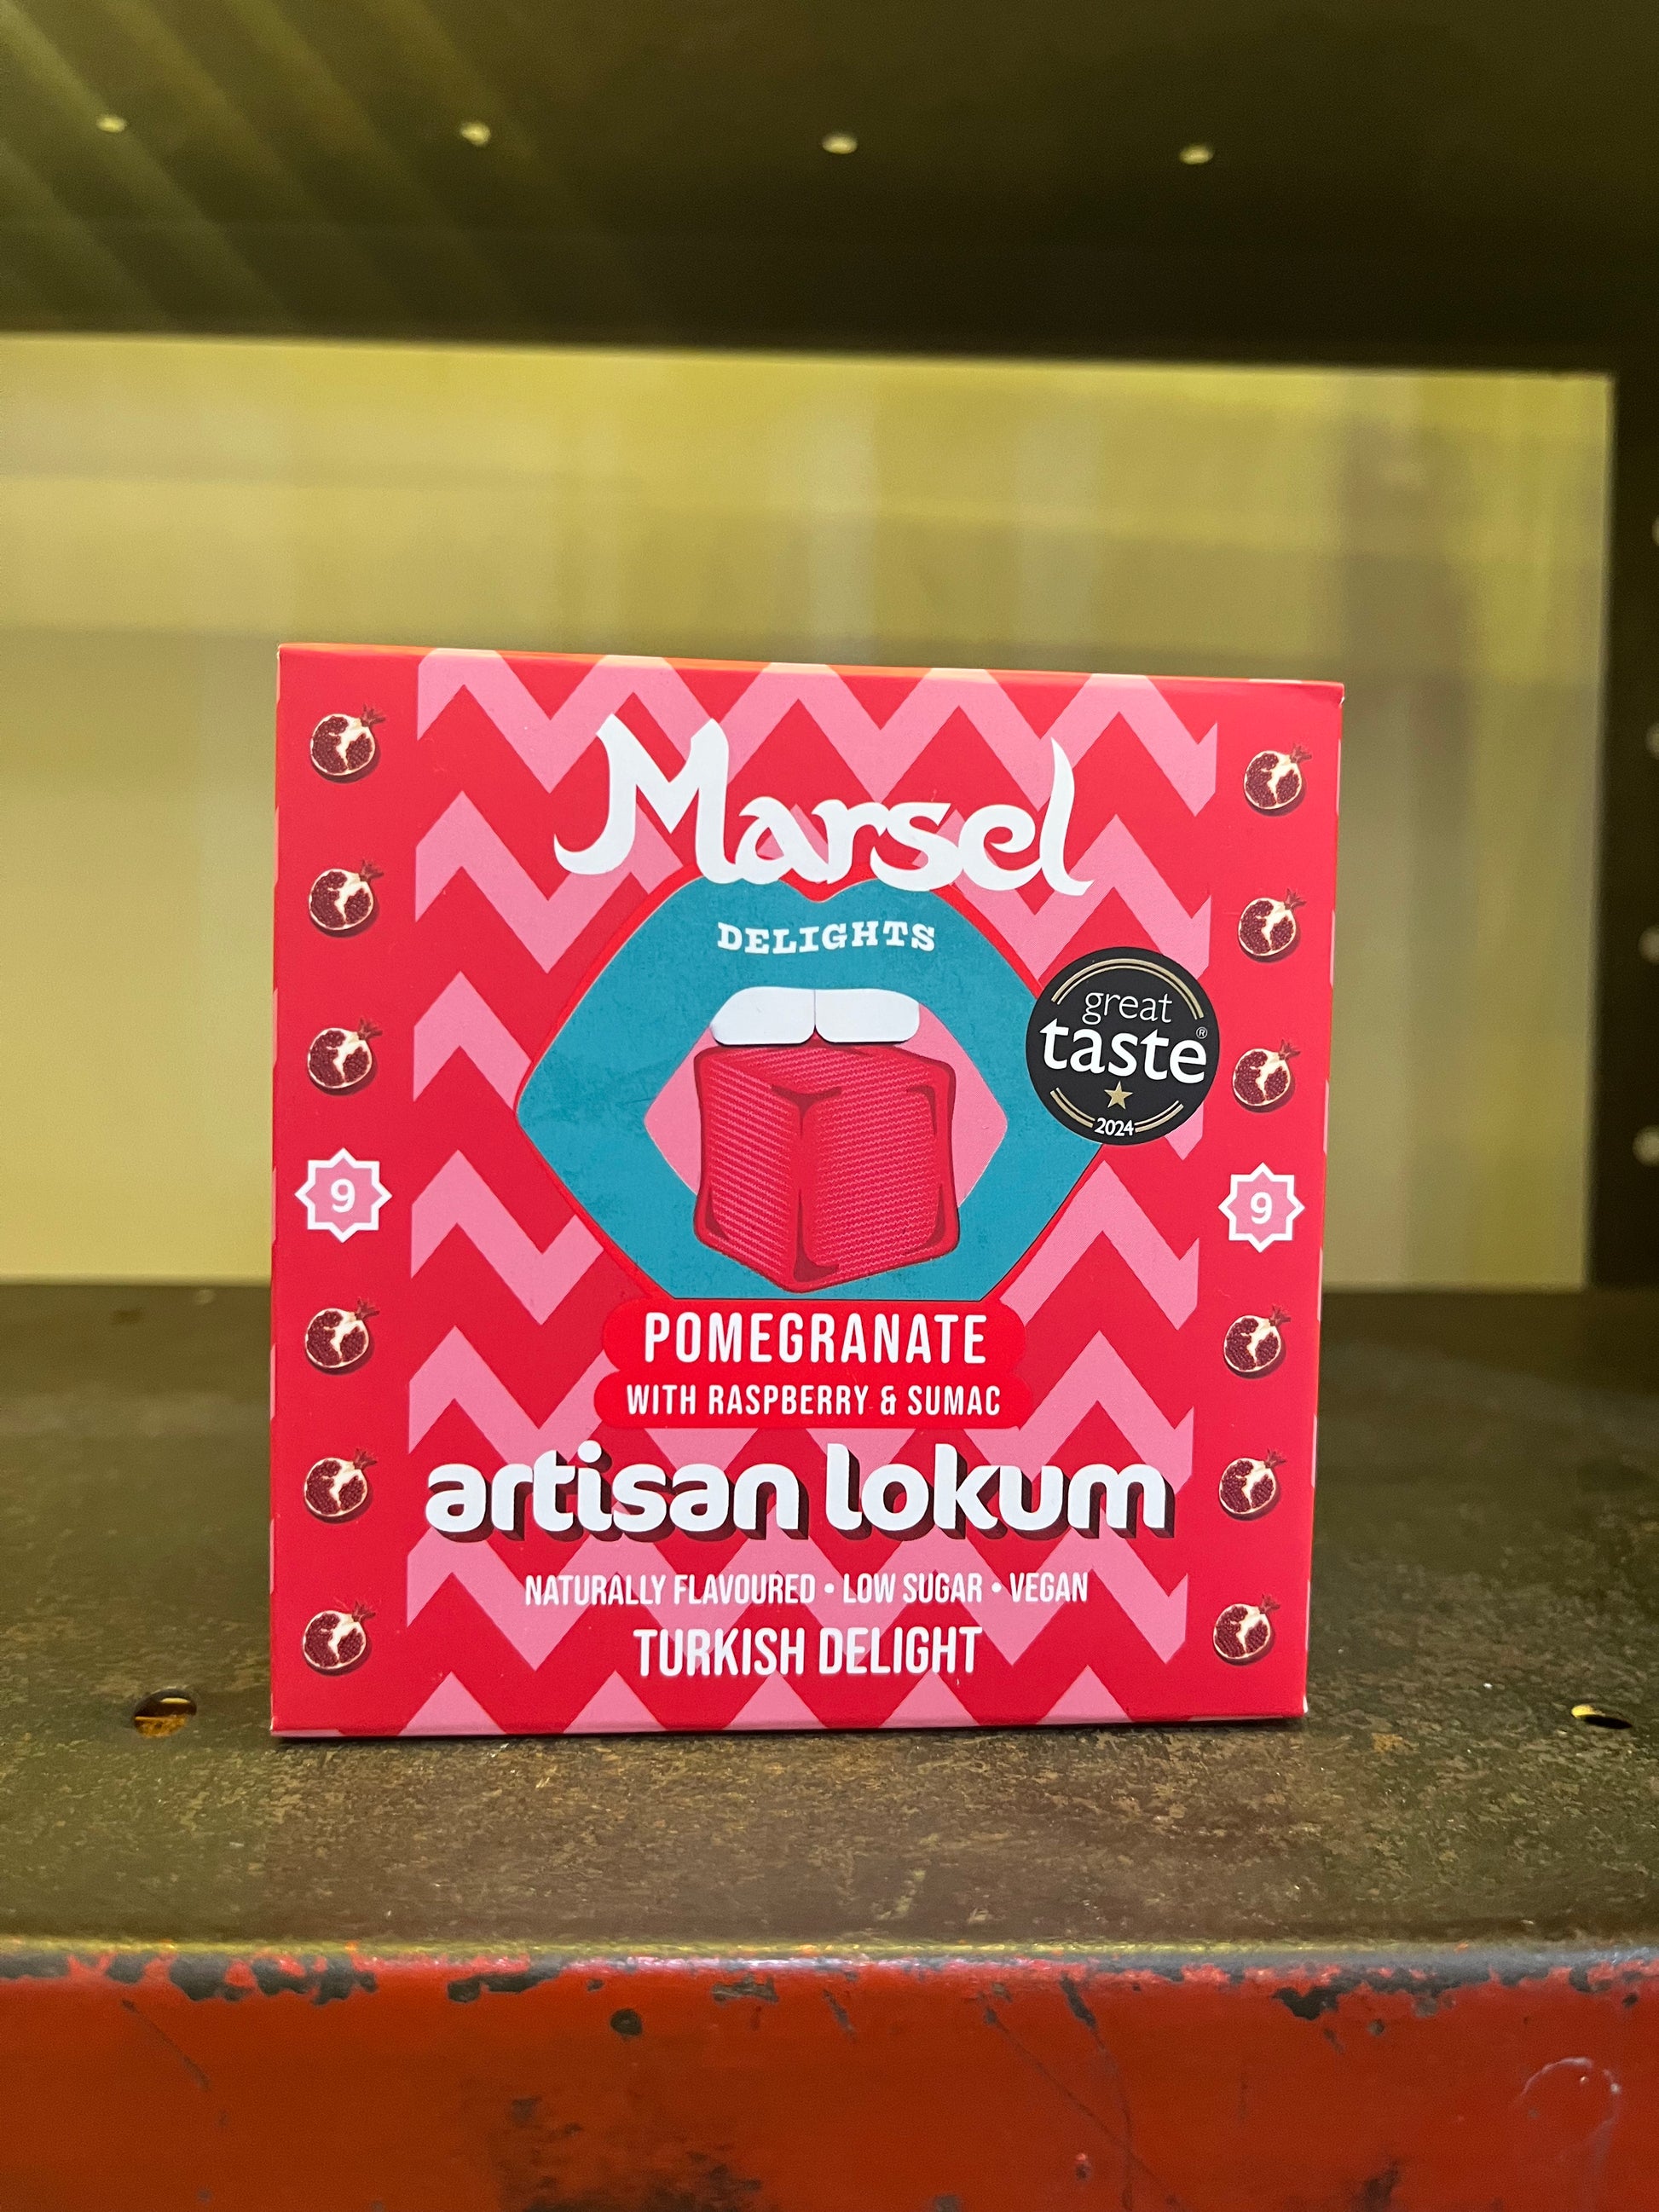 Marsel
DELIGHTS
great
taste®
2024
9
9
POMEGRANATE
WITH RASPBERRY & SUMAC
artisan lokum
NATURALLY FLAVOURED • LOW SUGAR • VEGAN
TURKISH DELIGHT